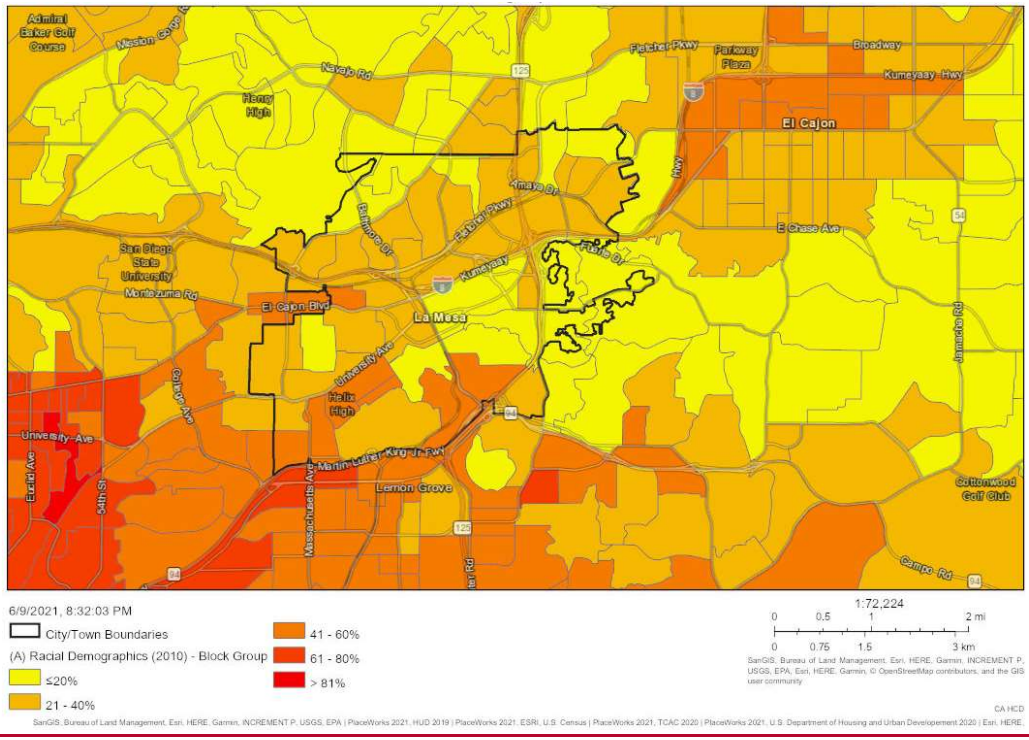 Admiral
Baker Golf
Course
Mission Gorge
Navajo Rd
125
Fletcher Pkwy
Parkway
Plaza
Broadway
Kumeyaay Hwy
Henry
High
8
El Cajon
Hwy
Amaya Dr
Baltimore Dr
Fletcher Pkwy
54
E Chase Ave
San Diego
State
University
Fuerte Dr
Kumeyaay
8
Montezuma Rd
El Cajon Blvd
La Mesa
Jamacha Rd
University Ave
College Ave
Helix
High
94
University Ave
Euclid Ave
54th St
Martin Luther King Jr Fwy
Massachusetts Ave
Lemon Grove
Cottonwood
Golf Club
125
94
Campo Rd
94
6/9/2021, 8:32:03 PM
City/Town Boundaries
(A) Racial Demographics (2010) - Block Group
≤20%
21 - 40%
41 - 60%
61 - 80%
> 81%
1:72,224
0 0.5 1 2 mi
0 0.75 1.5 3 km
SanGIS, Bureau of Land Management, Esri, HERE, Garmin, INCREMENT P,
USGS, EPA, Esri, HERE, Garmin, © OpenStreetMap contributors, and the GIS
user community
CA HCD
SanGIS, Bureau of Land Management, Esri, HERE, Garmin, INCREMENT P, USGS, EPA | PlaceWorks 2021, HUD 2019 | PlaceWorks 2021, ESRI, U.S. Census | PlaceWorks 2021, TCAC 2020 | PlaceWorks 2021, U.S. Department of Housing and Urban Developement 2020 | Esri, HERE,